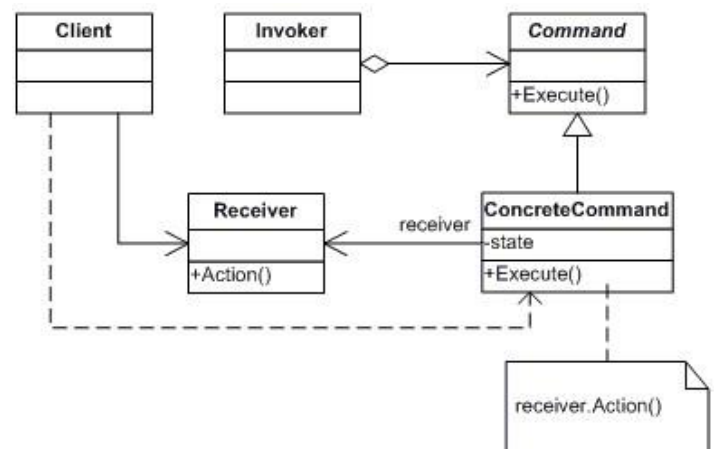 Client
Invoker
Command
+Execute()
Receiver
+Action()
receiver
ConcreteCommand
-state
+Execute()
receiver.Action()